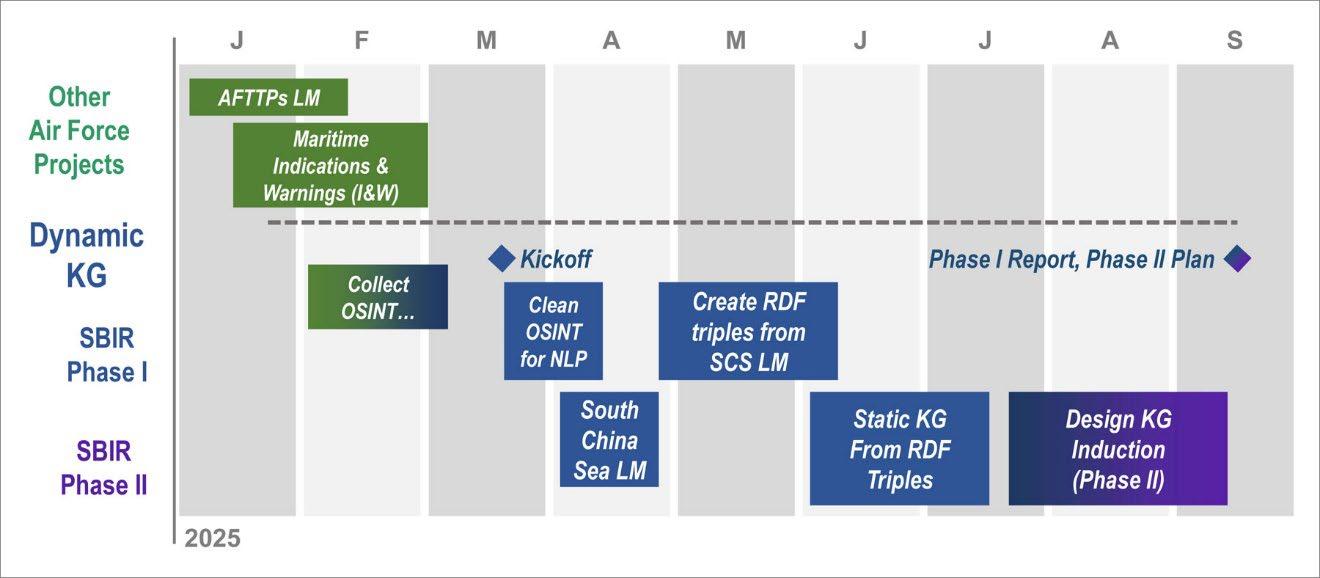 J F M A M J J A S
Other
Air Force
Projects
AFTTPs LM
Maritime
Indications &
Warnings (I&W)
Dynamic
KG
Kickoff
Phase I Report, Phase II Plan
Collect
OSINT...
Clean
OSINT
for NLP
Create RDF
triples from
SCS LM
SBIR
Phase I
South
China
Sea LM
Static KG
From RDF
Triples
Design KG
Induction
(Phase II)
SBIR
Phase II
2025